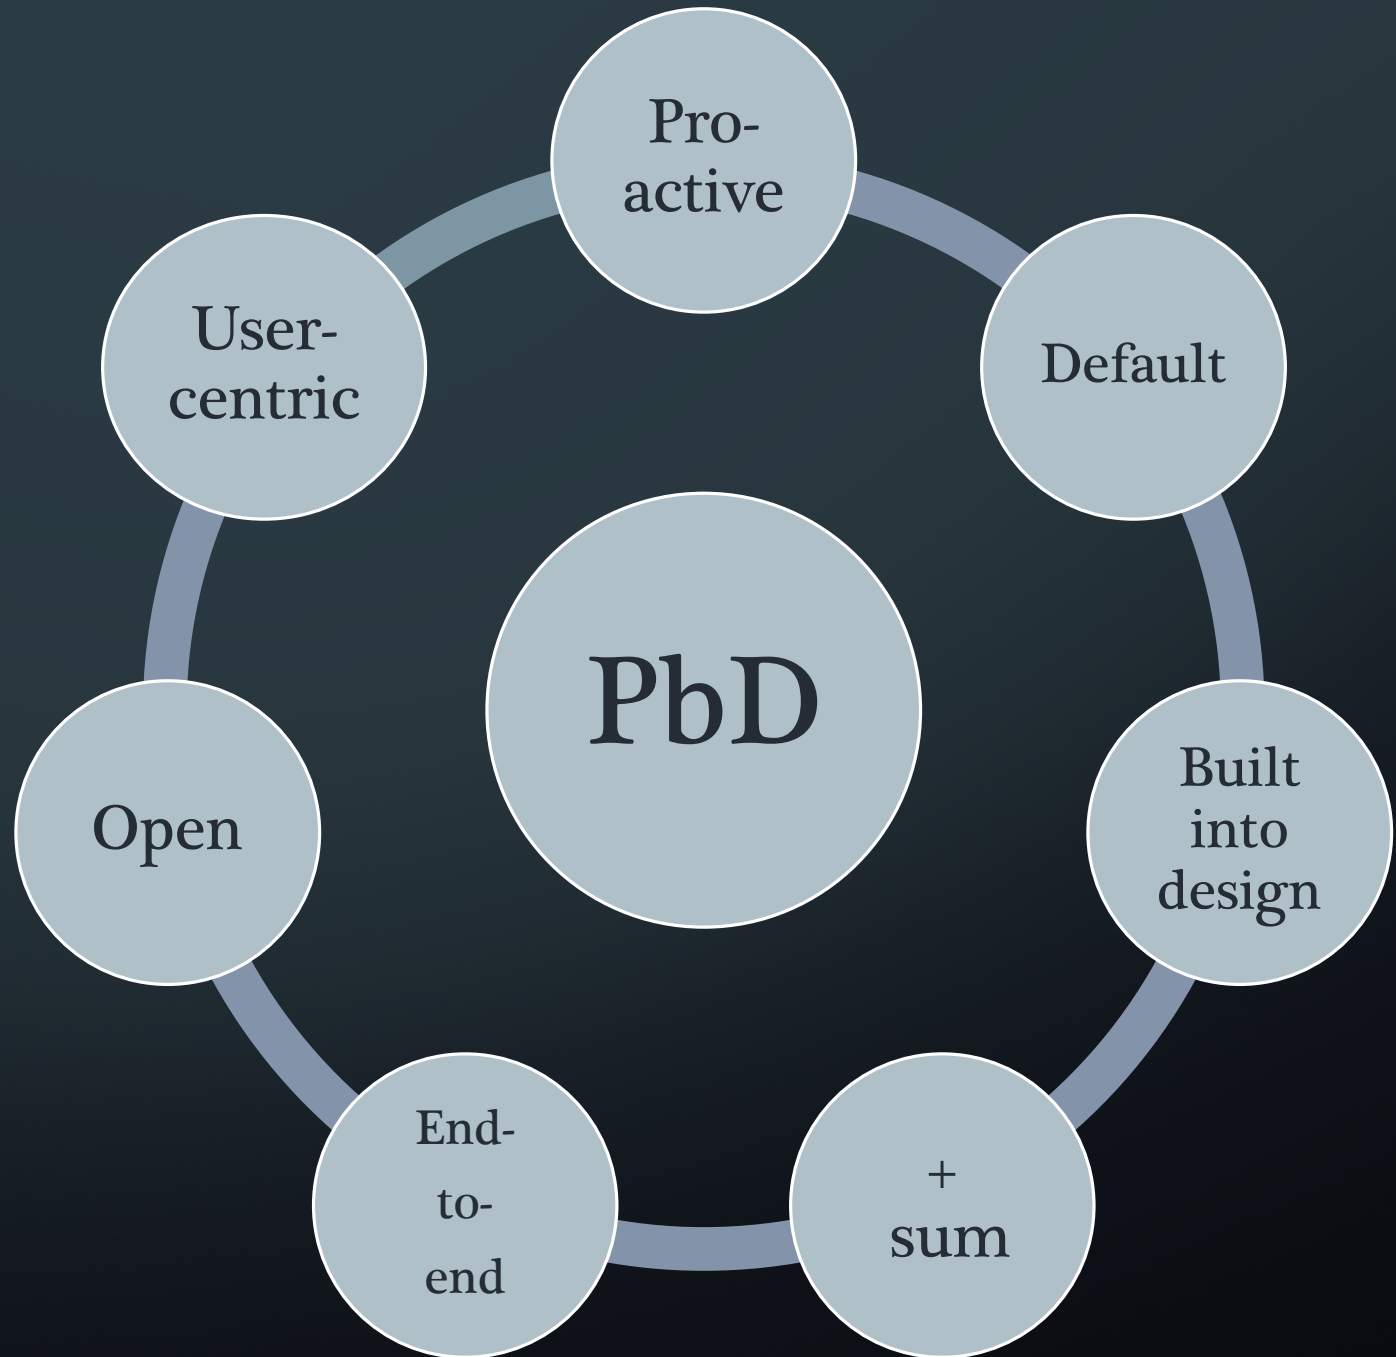 Pro-
active
Default
Built
into
design
+
sum
End-
to-
end
Open
User-
centric
PbD